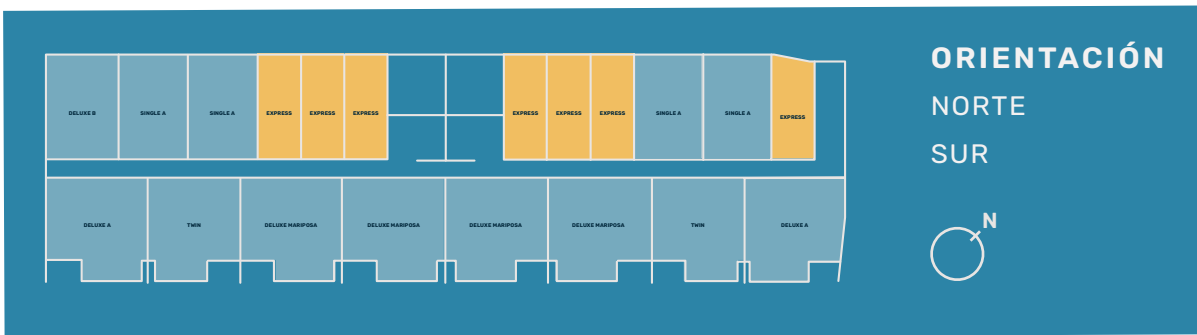 DELUXE B
SINGLE A
SINGLE A
EXPRESS
EXPRESS
EXPRESS
EXPRESS
EXPRESS
EXPRESS
SINGLE A
SINGLE A
EXPRESS
DELUXE A
TWIN
DELUXE MARIPOSA
DELUXE MARIPOSA
DELUXE MARIPOSA
DELUXE MARIPOSA
TWIN
DELUXE A
ORIENTACIÓN
NORTE
SUR
N